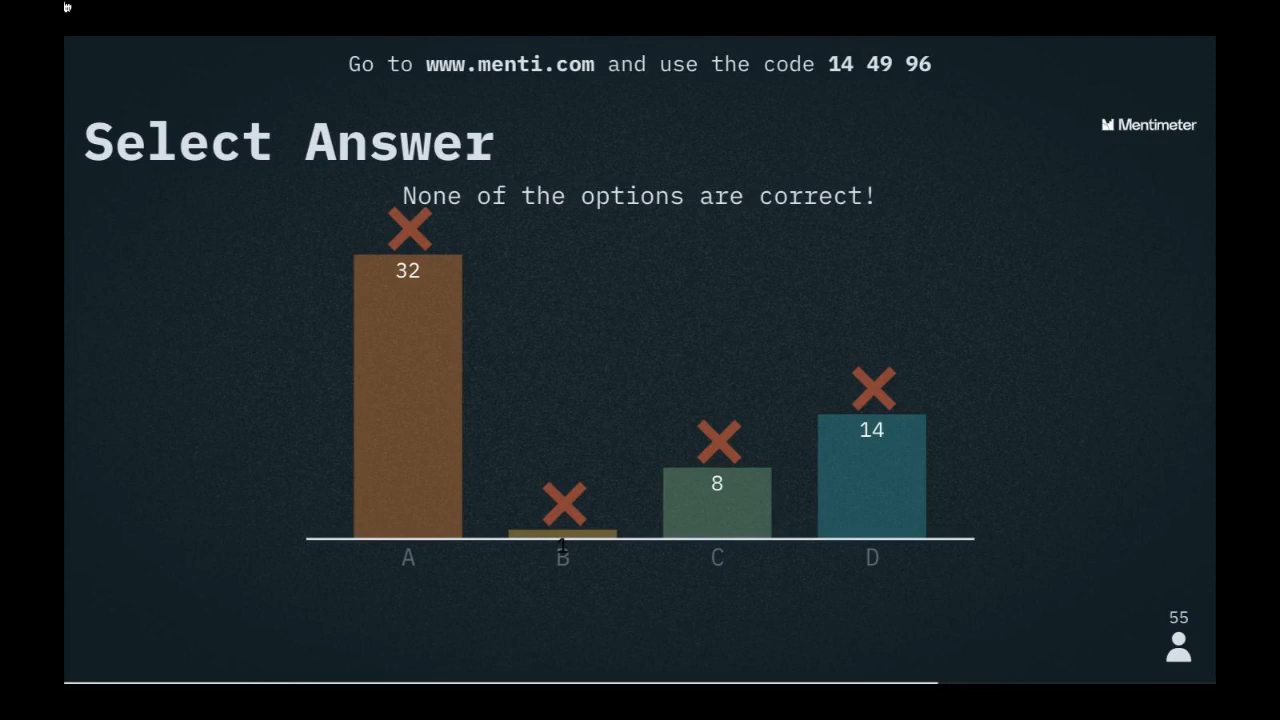 Go to www.menti.com and use the code 14 49 96
Mentimeter
Select Answer
None of the options are correct!
32
1
8
14
A
B
C
D
55